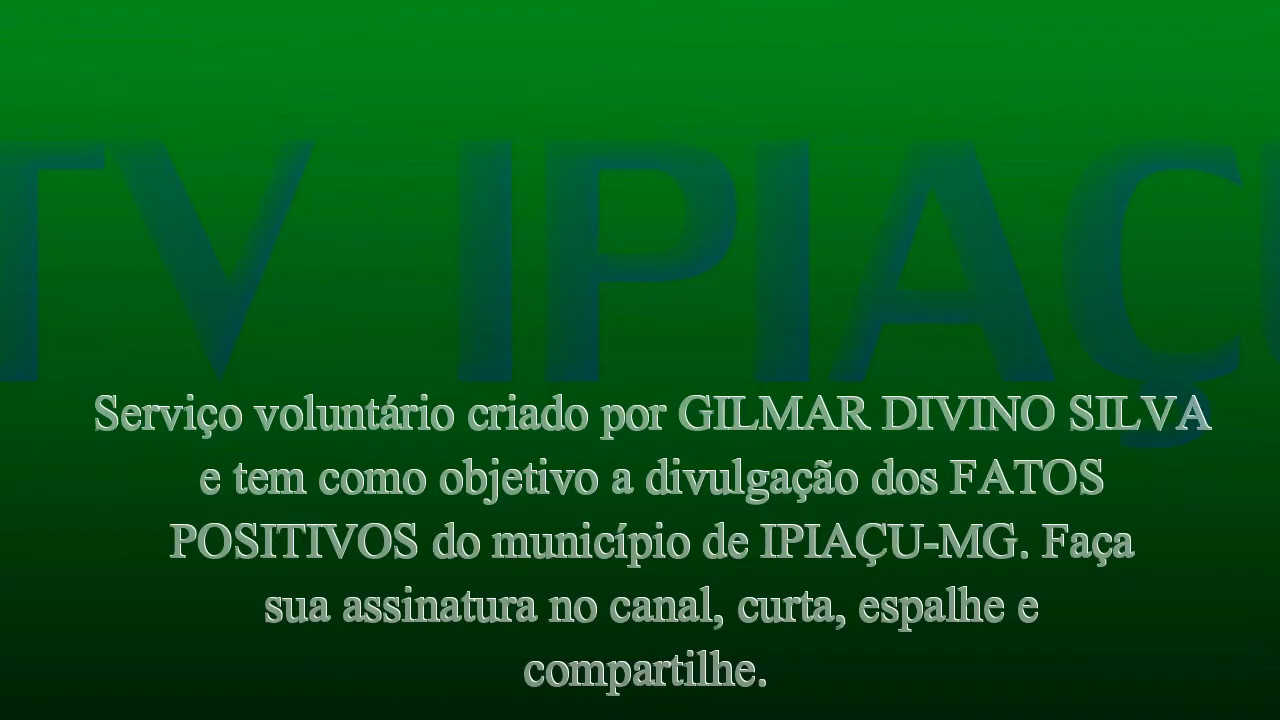 TV IPIAÇU
Serviço voluntário criado por GILMAR DIVINO SILVA
e tem como objetivo a divulgação dos FATOS
POSITIVOS do município de IPIAÇU-MG. Faça
sua assinatura no canal, curta, espalhe e
compartilhe.